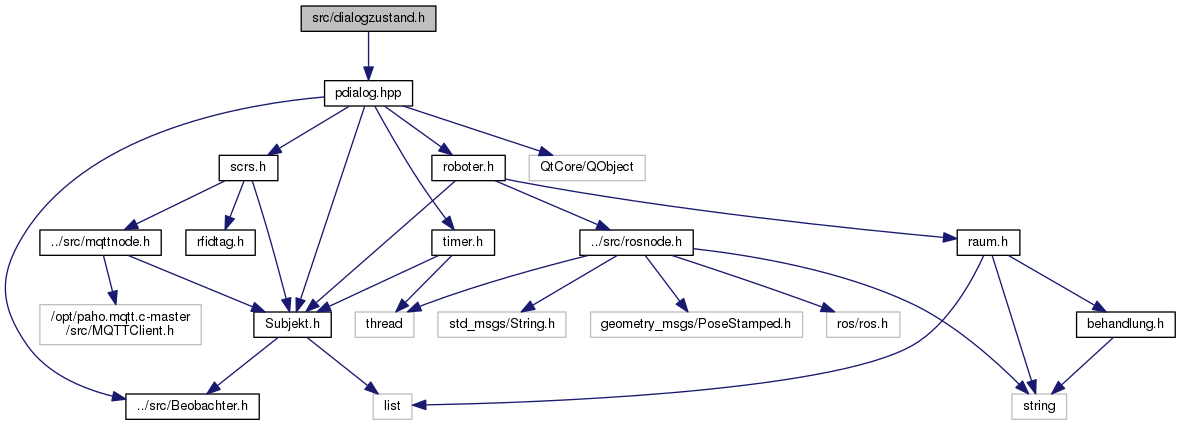 src/dialogzustand.h
pdialog.hpp
scrs.h
roboter.h
QtCore/QObject
../src/mqttnode.h
rfidtag.h
timer.h
../src/rosnode.h
raum.h
/opt/paho.mqtt.c-master
/src/MQTTClient.h
Subjekt.h
thread
std_msgs/String.h
geometry_msgs/PoseStamped.h
ros/ros.h
behandlung.h
../src/Beobachter.h
list
string